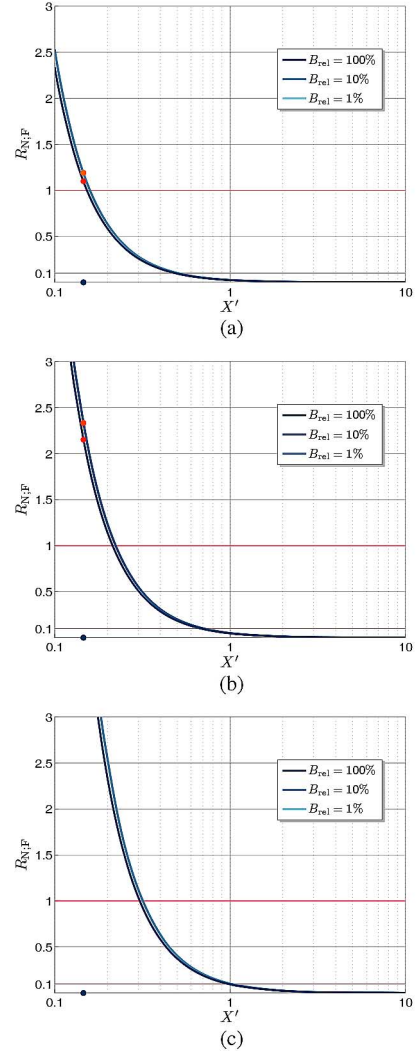 3
2.5
B_rel = 100%
2
B_rel = 10%
B_rel = 1%
R_N;F
1.5
1
0.5
0.1
0.1 1 10
X′
(a)
3
2.5
B_rel = 100%
2
B_rel = 10%
B_rel = 1%
R_N;F
1.5
1
0.5
0.1
0.1 1 10
X′
(b)
3
2.5
B_rel = 100%
2
B_rel = 10%
B_rel = 1%
R_N;F
1.5
1
0.5
0.1
0.1 1 10
X′
(c)